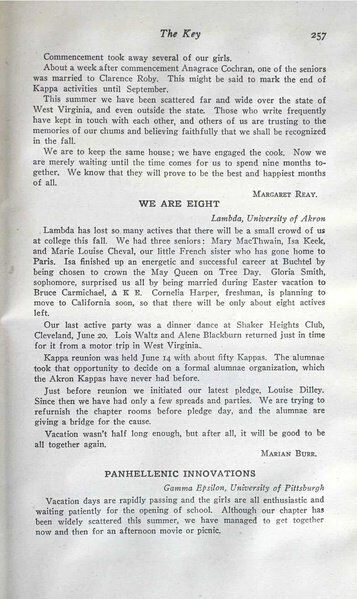 The Key 257
Commencement took away several of our girls.
About a week after commencement Anagrace Cochran, one of the seniors
was married to Clarence Roby. This might be said to mark the end of
Kappa activities until September.
This summer we have been scattered far and wide over the state of
West Virginia, and even outside the state. Those who write frequently
have kept in touch with each other, and others of us are trusting to the
memories of our chums and believing faithfully that we shall be recognized
in the fall.
We are to keep the same house; we have engaged the cook. Now we
are merely waiting until the time comes for us to spend nine months to-
gether. We know that they will prove to be the best and happiest months
of all.
Margaret Reay.
WE ARE EIGHT
Lambda, University of Akron
Lambda has lost so many actives that there will be a small crowd of us
at college this fall. We had three seniors: Mary MacThwain, Isa Keek,
and Marie Louise Cheval, our little French sister who has gone home to
Paris. Isa finished up an energetic and successful career at Buchtel by
being chosen to crown the May Queen on Tree Day. Gloria Smith,
sophomore, surprised us all by being married during Easter vacation to
Bruce Carmichael, Δ K E. Cornelia Harper, freshman, is planning to
move to California soon, so that there will be only about eight actives
left.
Our last active party was a dinner dance at Shaker Heights Club,
Cleveland, June 20. Lois Waltz and Alene Blackburn returned just in time
for it from a motor trip in West Virginia.
Kappa reunion was held June 14 with about fifty Kappas. The alumnae
took that opportunity to decide on a formal alumnae organization, which
the Akron Kappas have never had before.
Just before reunion we initiated our latest pledge, Louise Dilley.
Since then we have had only a few spreads and parties. We are trying to
refurnish the chapter rooms before pledge day, and the alumnae are
giving a bridge for the cause.
Vacation wasn't half long enough, but after all, it will be good to be
all together again.
Marian Burr.
PANHELLENIC INNOVATIONS
Gamma Epsilon, University of Pittsburgh
Vacation days are rapidly passing and the girls are all enthusiastic and
waiting patiently for the opening of school. Although our chapter has
been widely scattered this summer, we have managed to get together
now and then for an afternoon movie or picnic.